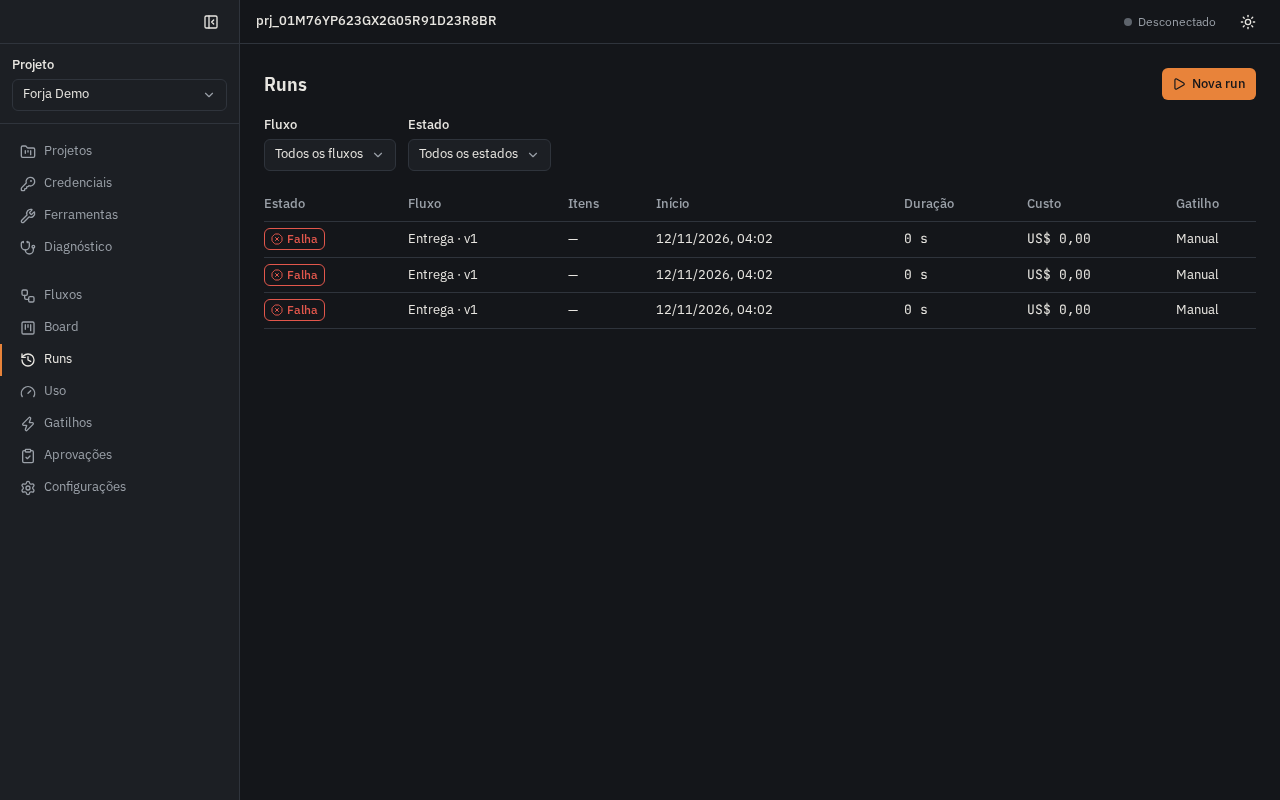 prj_01M76YP623GX2G05R91D23R8BR
Desconectado
Projeto
Forja Demo
Projetos
Credenciais
Ferramentas
Diagnóstico
Fluxos
Board
Runs
Uso
Gatilhos
Aprovações
Configurações
Runs
Nova run
Fluxo Estado
Todos os fluxos Todos os estados
Estado Fluxo Itens Início Duração Custo Gatilho
Falha Entrega · v1 — 12/11/2026, 04:02 0 s US$ 0,00 Manual
Falha Entrega · v1 — 12/11/2026, 04:02 0 s US$ 0,00 Manual
Falha Entrega · v1 — 12/11/2026, 04:02 0 s US$ 0,00 Manual